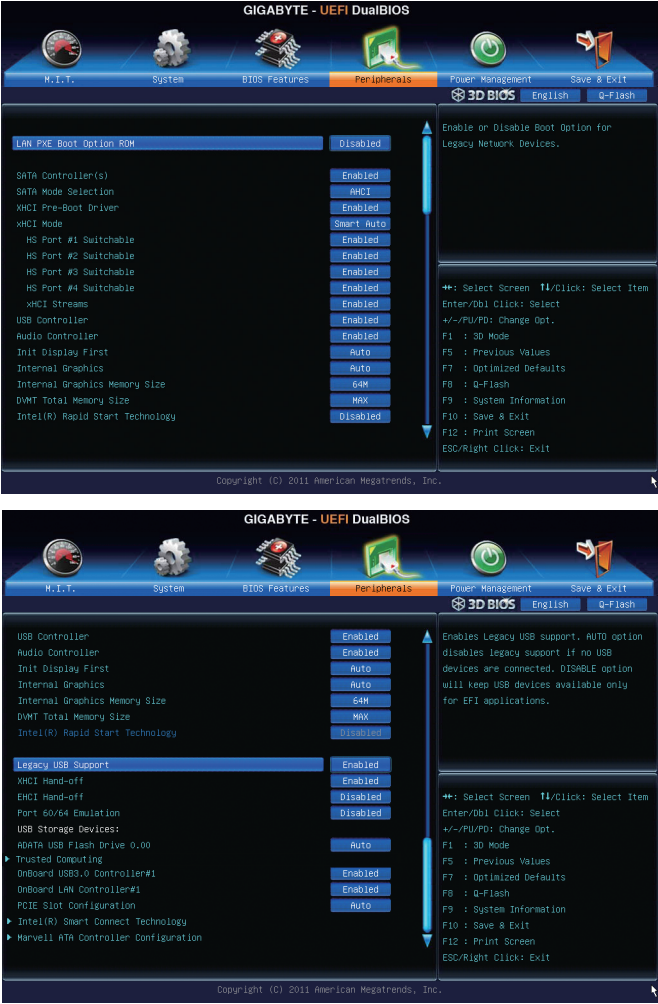 GIGABYTE - UEFI DualBIOS
M.I.T. System BIOS Features Peripherals Power Management Save & Exit
3D BIOS English Q-Flash
LAN PXE Boot Option ROM Disabled
SATA Controller(s) Enabled
SATA Mode Selection AHCI
XHCI Pre-Boot Driver Enabled
xHCI Mode Smart Auto
HS Port #1 Switchable Enabled
HS Port #2 Switchable Enabled
HS Port #3 Switchable Enabled
HS Port #4 Switchable Enabled
xHCI Streams Enabled
USB Controller Enabled
Audio Controller Enabled
Init Display First Auto
Internal Graphics Auto
Internal Graphics Memory Size 64M
DVMT Total Memory Size MAX
Intel(R) Rapid Start Technology Disabled
Enable or Disable Boot Option for
Legacy Network Devices.
→←: Select Screen ↑↓/Click: Select Item
Enter/Dbl Click: Select
+/-/PU/PD: Change Opt.
F1 : 3D Mode
F5 : Previous Values
F7 : Optimized Defaults
F8 : Q-Flash
F9 : System Information
F10 : Save & Exit
F12 : Print Screen
ESC/Right Click: Exit
Copyright (C) 2011 American Megatrends, Inc.
GIGABYTE - UEFI DualBIOS
M.I.T. System BIOS Features Peripherals Power Management Save & Exit
3D BIOS English Q-Flash
USB Controller Enabled
Audio Controller Enabled
Init Display First Auto
Internal Graphics Auto
Internal Graphics Memory Size 64M
DVMT Total Memory Size MAX
Intel(R) Rapid Start Technology Disabled
Legacy USB Support Enabled
XHCI Hand-off Enabled
EHCI Hand-off Disabled
Port 60/64 Emulation Disabled
USB Storage Devices:
ADATA USB Flash Drive 0.00 Auto
Trusted Computing
OnBoard USB3.0 Controller#1 Enabled
OnBoard LAN Controller#1 Enabled
PCIE Slot Configuration Auto
Intel(R) Smart Connect Technology
Marvell ATA Controller Configuration
Enables Legacy USB support. AUTO option
disables legacy support if no USB
devices are connected. DISABLE option
will keep USB devices available only
for EFI applications.
→←: Select Screen ↑↓/Click: Select Item
Enter/Dbl Click: Select
+/-/PU/PD: Change Opt.
F1 : 3D Mode
F5 : Previous Values
F7 : Optimized Defaults
F8 : Q-Flash
F9 : System Information
F10 : Save & Exit
F12 : Print Screen
ESC/Right Click: Exit
Copyright (C) 2011 American Megatrends, Inc.